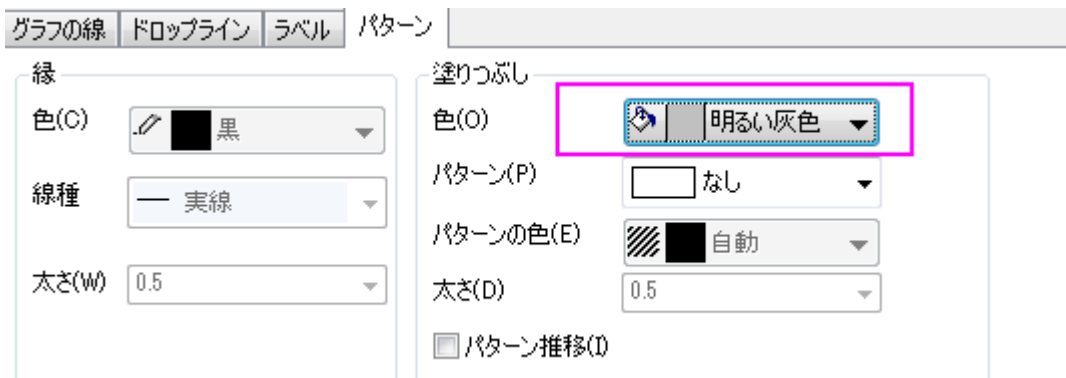 グラフの線 ドロップライン ラベル パターン
縁
色(C) 黒
線種 実線
太さ(W) 0.5
塗りつぶし
色(O) 明るい灰色
パターン(P) なし
パターンの色(E) 自動
太さ(D) 0.5
パターン推移(I)